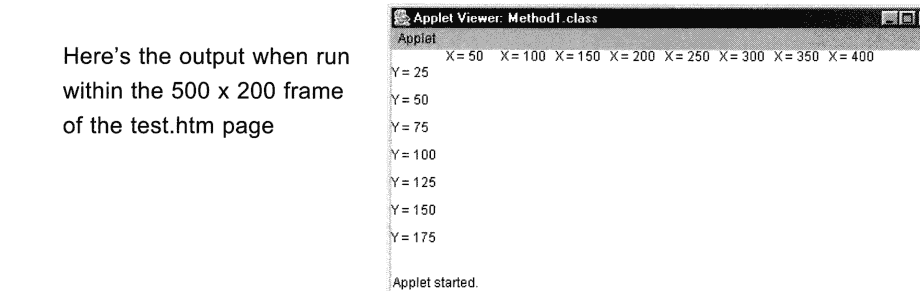 Here's the output when run
within the 500 x 200 frame
of the test.htm page
Applet Viewer: Method1.class
Applet
X = 50 X = 100 X = 150 X = 200 X = 250 X = 300 X = 350 X = 400
Y = 25
Y = 50
Y = 75
Y = 100
Y = 125
Y = 150
Y = 175
Applet started.